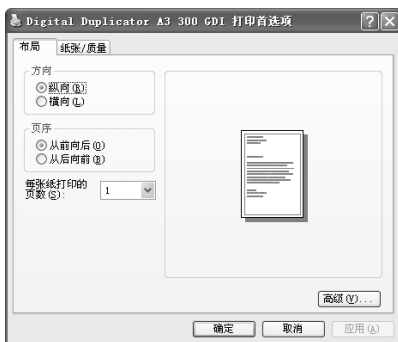 Digital Duplicator A3 300 GDI 打印首选项
布局 纸张/质量
方向
纵向(R)
横向(L)
页序
从前向后(O)
从后向前(B)
每张纸打印的
页数(S): 1
高级(V)...
确定 取消 应用(A)